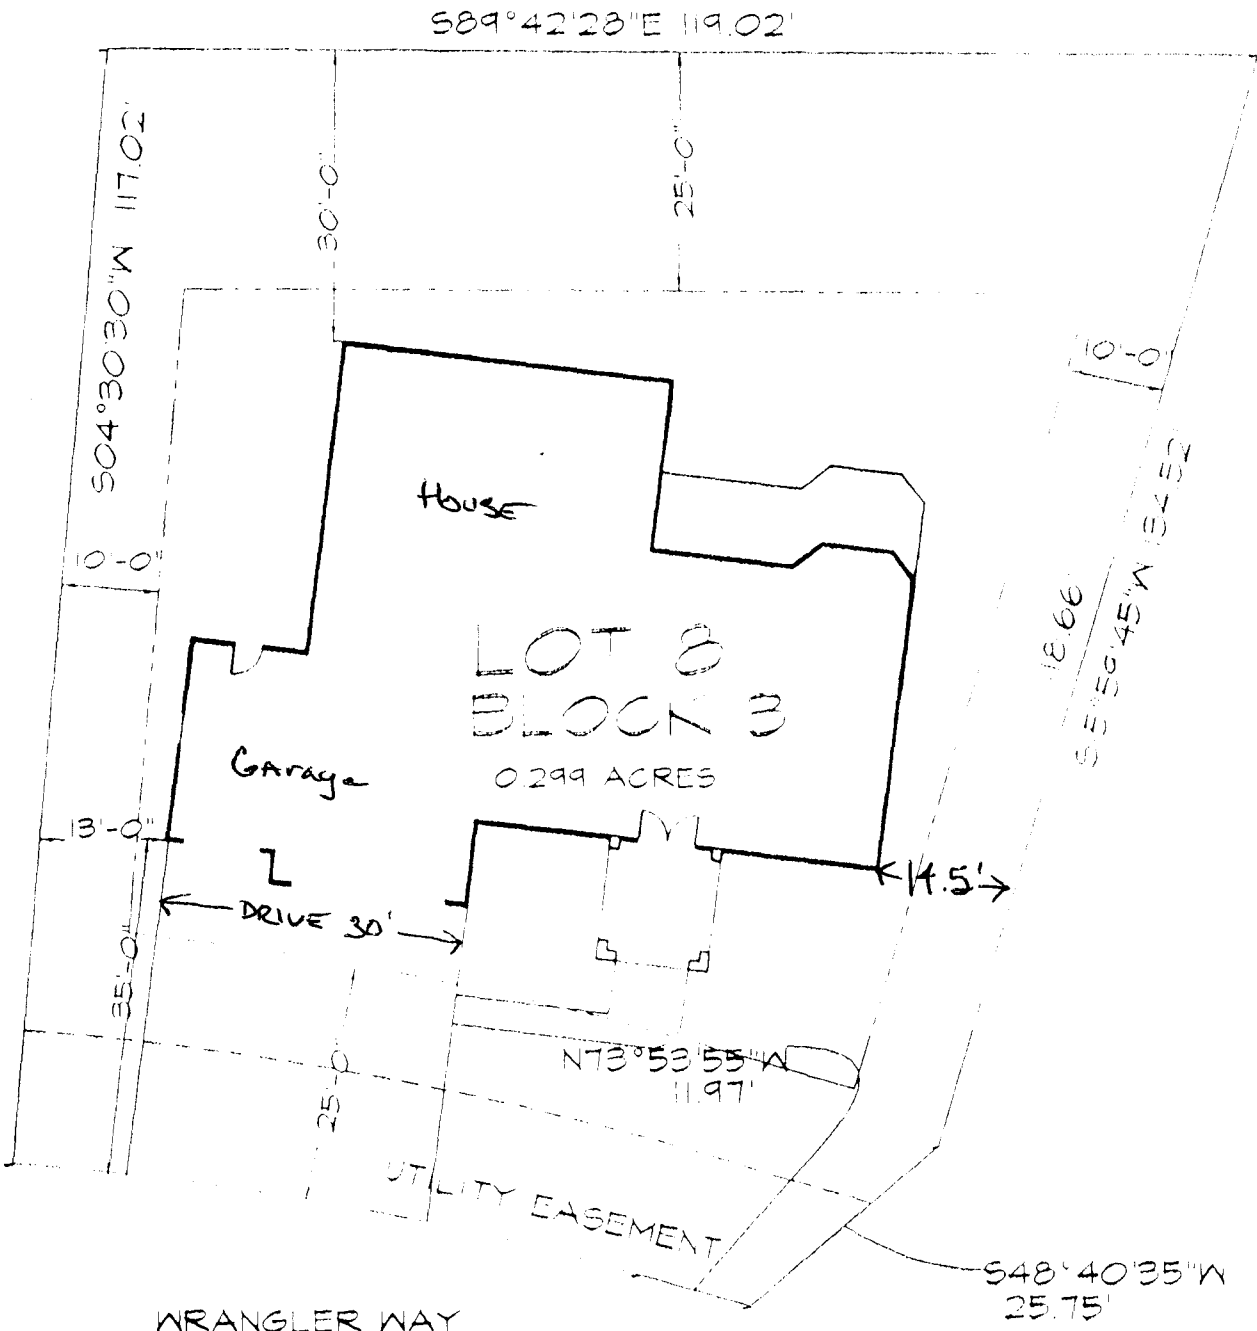 S89°42'28"E 119.02'
S04°30'30"W 117.02'
30'-0"
25'-0"
10'-0"
10'-0"
House
LOT 8
BLOCK 3
0.299 ACRES
18.66
Garage
13'-0"
14.5'
DRIVE 30'
35'-0"
25'-0
N73°53'55"W
11.97'
UTILITY EASEMENT
S48°40'35"W
25.75'
WRANGLER WAY